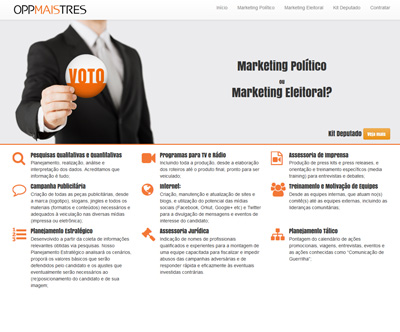 OPPMAISTRES
Início Marketing Político Marketing Eleitoral Kit Deputado Contratar
VOTO
Marketing Político
ou
Marketing Eleitoral?
Kit Deputado Veja mais
Pesquisas Qualitativas e Quantitativas
Planejamento, realização, análise e
interpretação dos dados. Acreditamos que
informação é tudo;
Programas para TV e Rádio
Incluindo toda a produção, desde a elaboração
dos roteiros até o produto final, pronto para ser
veiculado;
Assessoria de Imprensa
Produção de press kits e press releases, e
orientação e treinamento específicos (media
training) para entrevistas e debates;
Campanha Publicitária
Criação de todas as peças publicitárias, desde a
marca (logotipo), slogans, jingles e todos os
materiais (formatos e conteúdos) necessários e
adequados à veiculação nas diversas mídias
(impressa ou eletrônica);
Internet:
Criação, manutenção e atualização de sites e
blogs, e utilização do potencial das mídias
sociais (Facebook, Orkut, Google+ etc) e Twitter
para a divulgação de mensagens e eventos de
interesse do candidato;
Treinamento e Motivação de Equipes
Desde as equipes internas, que atuam no(s)
comitê(s) até as equipes externas, incluindo as
lideranças comunitárias;
Planejamento Estratégico
Desenvolvido a partir da coleta de informações
relevantes obtidas via pesquisas. Nosso
Planejamento Estratégico analisará os cenários,
proporá os valores básicos que serão
defendidos pelo candidato e os ajustes que
eventualmente serão necessários ao
(re)posicionamento do candidato e de sua
imagem;
Assessoria Jurídica
Indicação de nomes de profissionais
qualificados e experientes para a montagem de
uma equipe capacitada para fiscalizar e impedir
abusos das campanhas adversárias e de
responder rápida e eficazmente às eventuais
investidas contrárias.
Planejamento Tático
Montagem do calendário de ações
promocionais, viagens, entrevistas, eventos e
as ações conhecidas como "Comunicação de
Guerrilha";